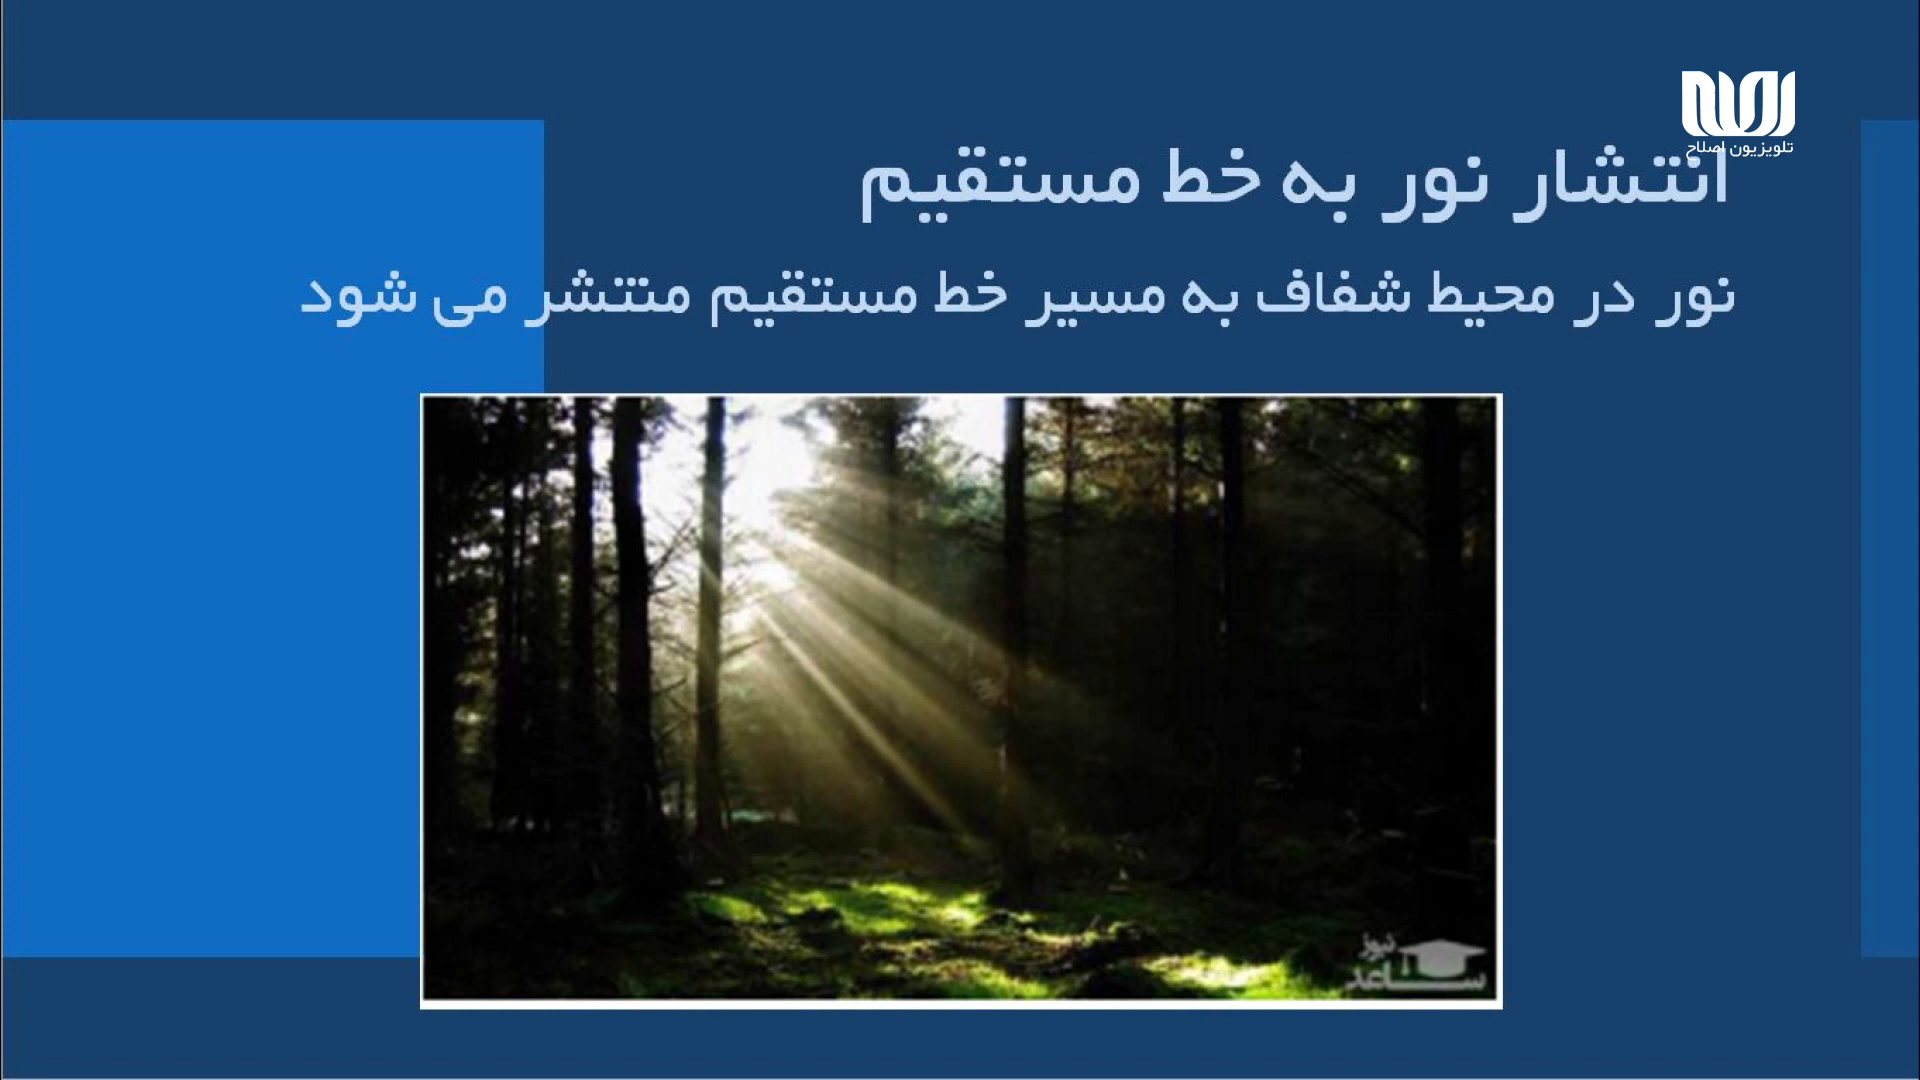 تلویزیون اصلاح
انتشار نور به خط مستقیم
نور در محیط شفاف به مسیر خط مستقیم منتشر می شود
نیوز
ساعد